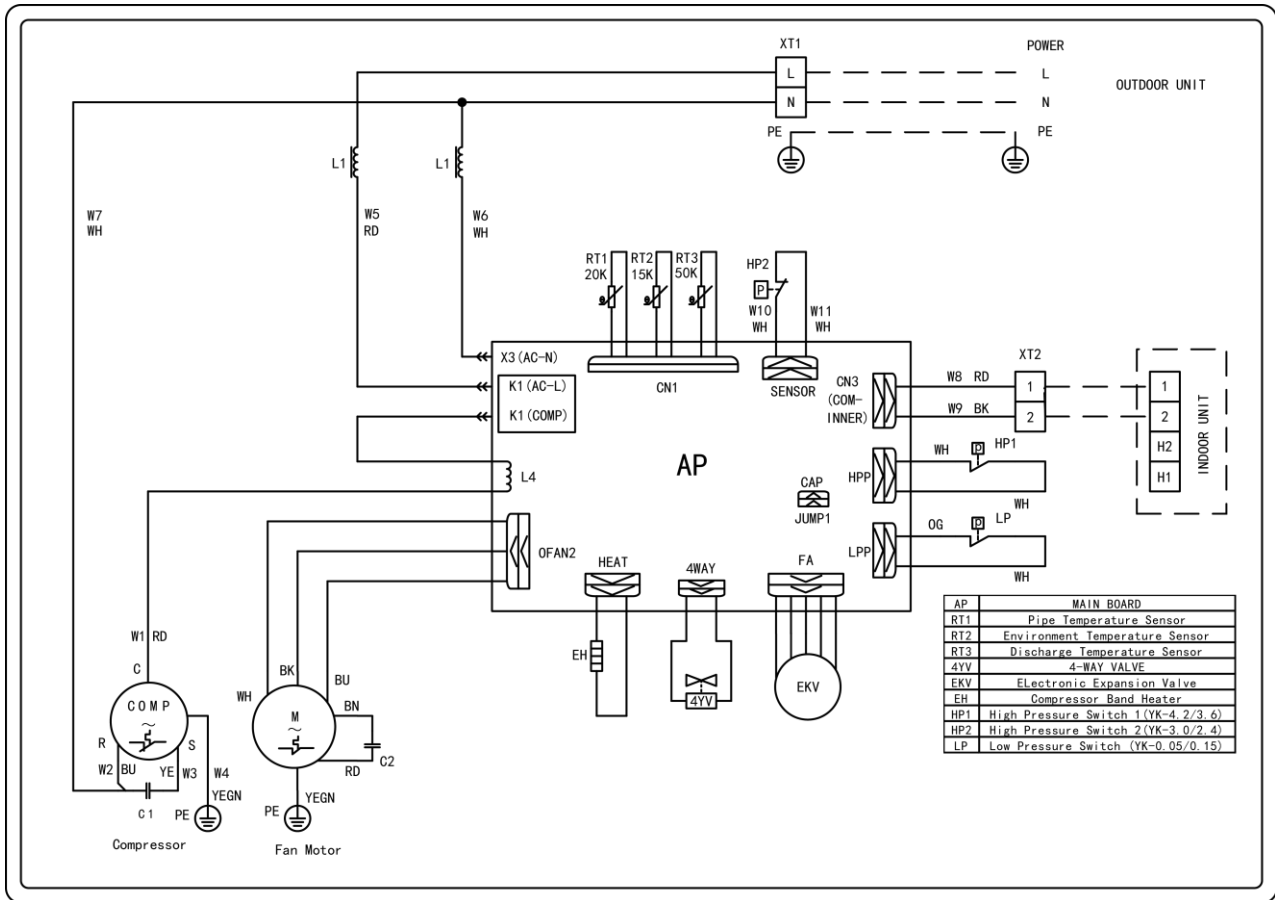 XT1
POWER
L
L
OUTDOOR UNIT
N
N
PE
PE
L1
L1
W7
WH
W5
RD
W6
WH
RT1
20K
RT2
15K
RT3
50K
HP2
P
W10
WH
W11
WH
X3(AC-N)
K1(AC-L)
K1(COMP)
CN1
SENSOR
CN3
(COM-
INNER)
W8 RD
W9 BK
XT2
1
2
1
2
H2
H1
INDOOR UNIT
L4
AP
CAP
JUMP1
HPP
WH
P
HP1
WH
LPP
OG
P
LP
WH
OFAN2
HEAT
4WAY
FA
EH
4YV
EKV
W1 RD
C
COMP
~
R
S
W2 BU
YE W3
W4
YEGN
C1
PE
Compressor
WH
BK
BU
M
~
BN
RD
C2
YEGN
PE
Fan Motor
AP MAIN BOARD
RT1 Pipe Temperature Sensor
RT2 Environment Temperature Sensor
RT3 Discharge Temperature Sensor
4YV 4-WAY VALVE
EKV ELectronic Expansion Valve
EH Compressor Band Heater
HP1 High Pressure Switch 1(YK-4.2/3.6)
HP2 High Pressure Switch 2(YK-3.0/2.4)
LP Low Pressure Switch (YK-0.05/0.15)